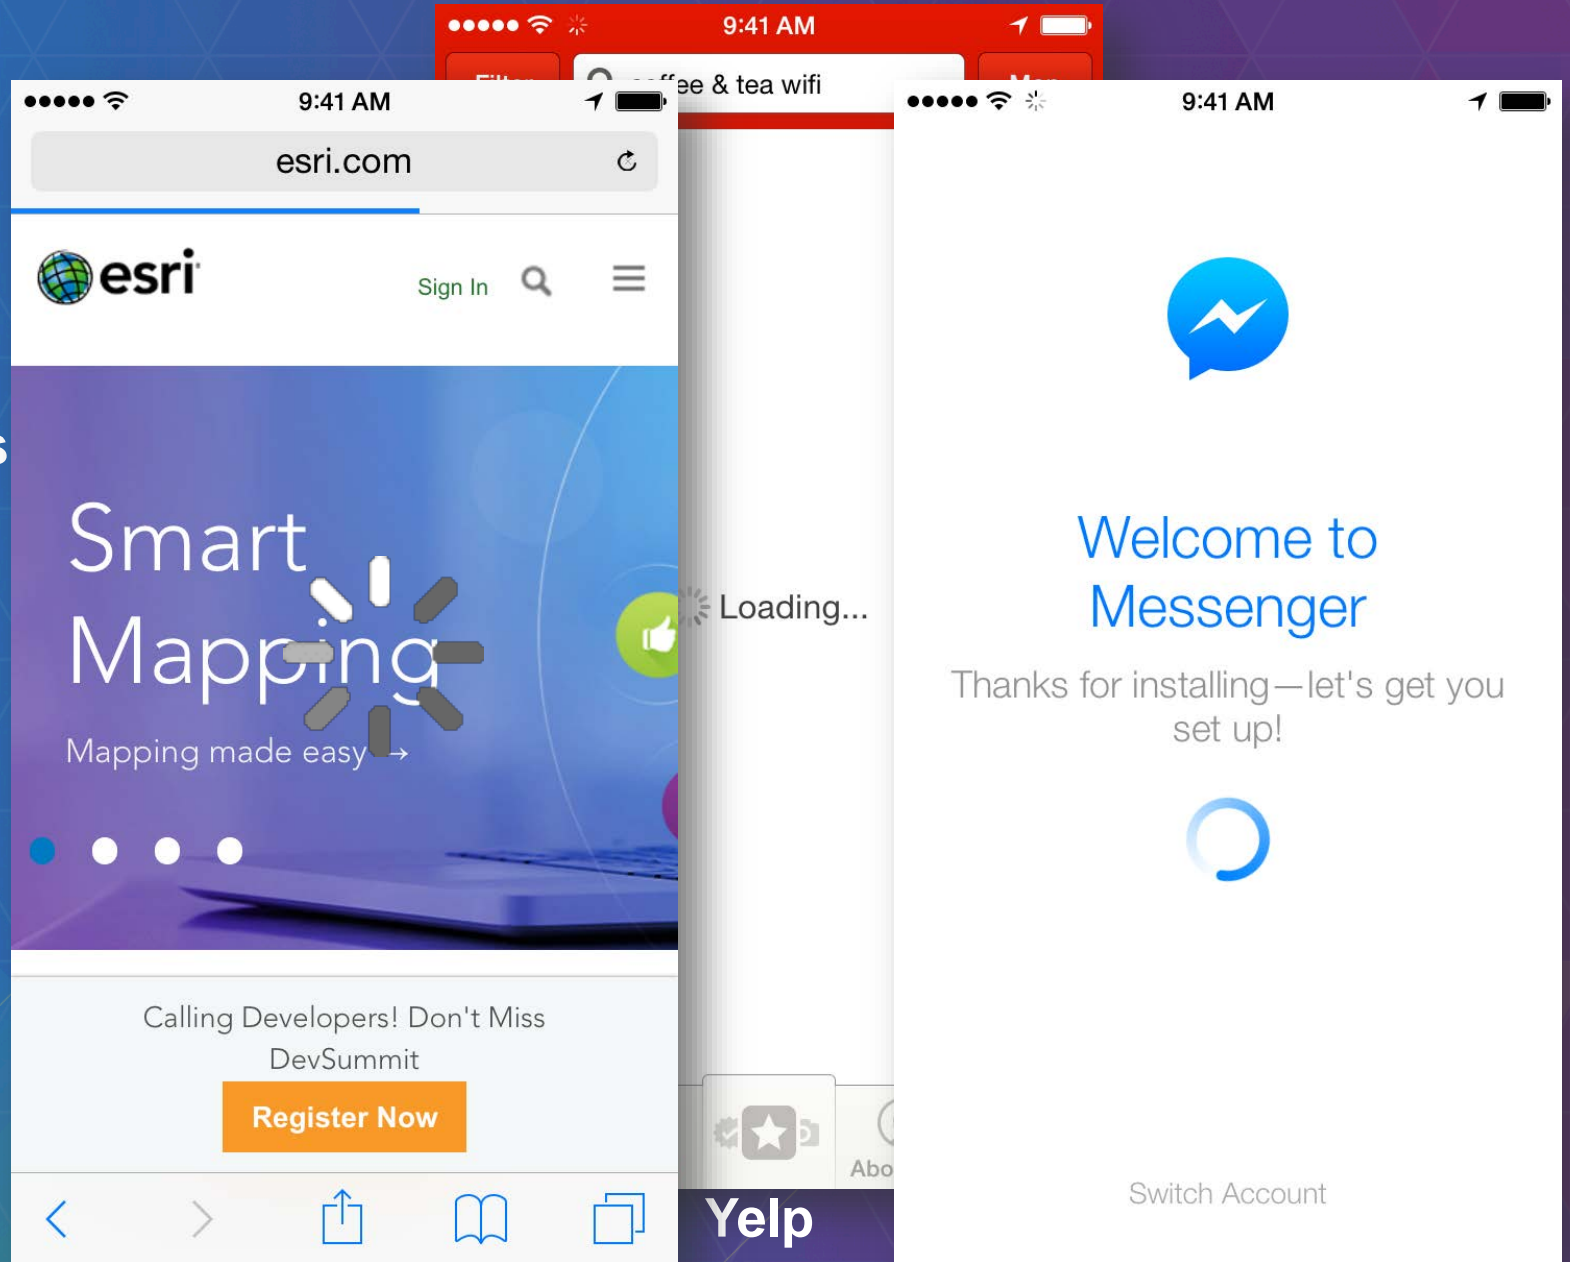 9:41 AM
coffee & tea wifi
9:41 AM
esri.com
esri
Sign In
Smart
Mapping
Mapping made easy →
Calling Developers! Don't Miss
DevSummit
Register Now
Loading...
Yelp
9:41 AM
Welcome to
Messenger
Thanks for installing—let's get you
set up!
Switch Account